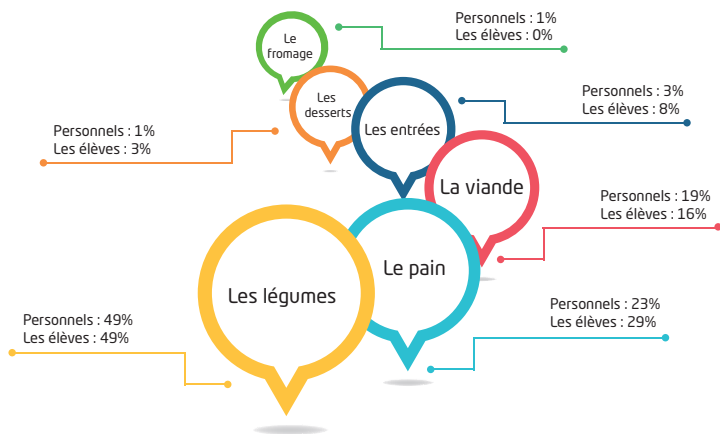 Le
fromage
Personnels : 1%
Les élèves : 0%
Les
desserts
Personnels : 1%
Les élèves : 3%
Les entrées
Personnels : 3%
Les élèves : 8%
La viande
Personnels : 19%
Les élèves : 16%
Le pain
Personnels : 23%
Les élèves : 29%
Les légumes
Personnels : 49%
Les élèves : 49%